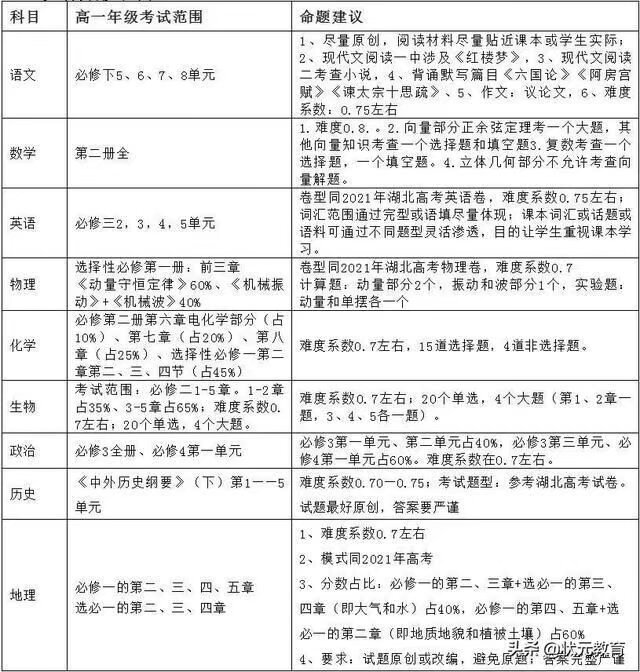 科目
高一年级考试范围
命题建议
语文
必修下5、6、7、8单元
1、尽量原创，阅读材料尽量贴近课本或学生实际；
2、现代文阅读一中涉及《红楼梦》，3、现代文阅读
二考查小说，4、背诵默写篇目《六国论》《阿房宫
赋》《谏太宗十思疏》、5、作文：议论文，6、难度
系数：0.75左右
数学
第二册全
1.难度0.8.。2.向量部分正余弦定理考一个大题，其
他向量知识考查一个选择题和填空题3.复数考查一个
选择题，一个填空题。4.立体几何部分不允许考查向
量解题。
英语
必修三2，3，4，5单元
卷型同2021年湖北高考英语卷，难度系数0.75左右；
词汇范围通过完型或语填尽量体现；课本词汇或话题或
语料可通过不同题型灵活渗透，目的让学生重视课本学
习。
物理
选择性必修第一册：前三章
《动量守恒定律》60%、《机械振
动》+《机械波》40%
卷型同2021年湖北高考物理卷，难度系数0.7
计算题：动量部分2个，振动和波部分1个，实验题：
动量和单摆各一个
化学
必修第二册第六章电化学部分（占
10%）、第七章（占20%）、第八
章（占25%）、选择性必修一第二
章第二、三、四节（占45%）
难度系数0.7左右，15道选择题，4道非选择题。
生物
考试范围：必修二1-5章。1-2章
占35%、3-5章占65%；难度系数0.
7左右；20个单选，4个大题。
难度系数0.7左右；20个单选，4个大题（第1、2章一
题，3、4、5各一题）。
政治
必修3全册、必修4第一单元
必修3第一单元、第二单元占40%，必修3第三单元、必
修4第一单元占60%。难度系数在0.7左右。
历史
《中外历史纲要》（下）第1——5
单元
难度系数0.70—0.75；考试题型：参考湖北高考试卷。
试题最好原创，答案要严谨
地理
必修一的第二、三、四、五章
选必一的第二、三、四章
1、难度系数0.7左右
2、模式同2021年高考
3、分数占比：必修一的第二、三章+选必一的第三、
四章（即大气和水）占40%，必修一的第四、五章+选
必一的第二章（即地质地貌和植被土壤）占60%
4、要求：试题原创或改编，避免原题；答案完整严谨
头条@状元教育